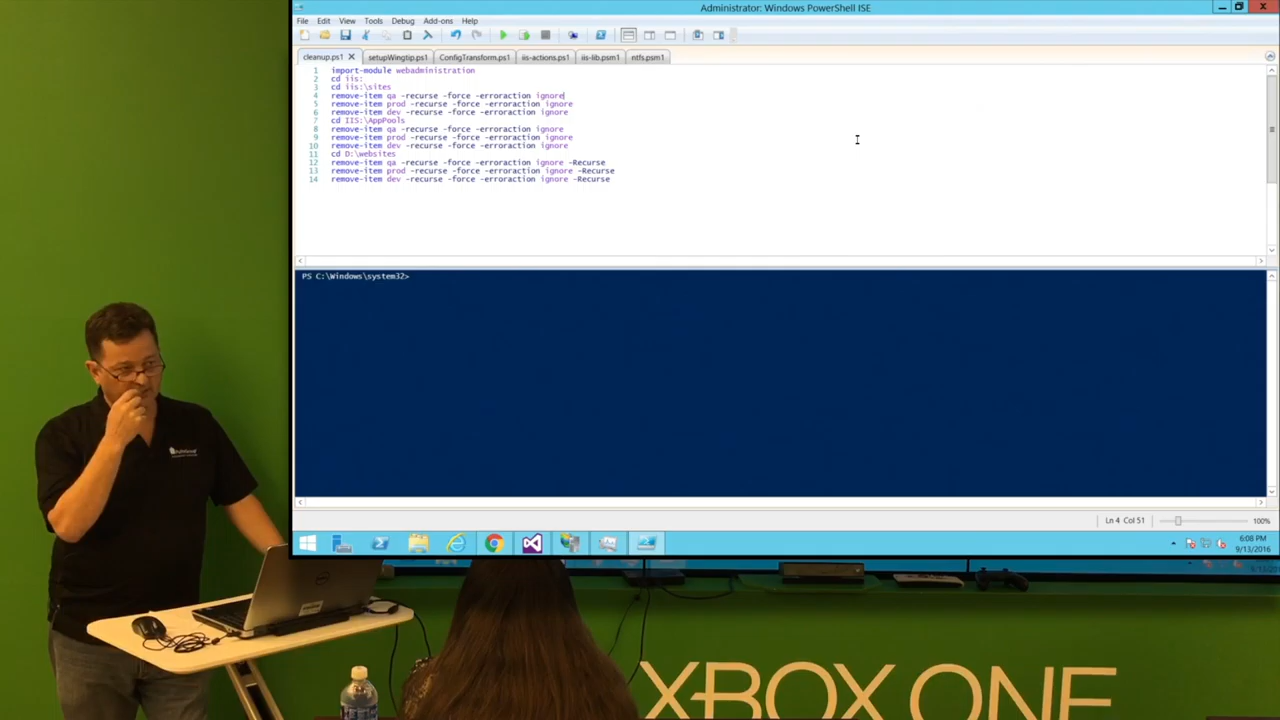 Administrator: Windows PowerShell ISE
File Edit View Tools Debug Add-ons Help
cleanup.ps1 setupWingtip.ps1 ConfigTransform.ps1 iis-actions.ps1 iis-lib.psm1 ntfs.psm1
1 import-module webadministration
2 cd iis:
3 cd iis:\sites
4 remove-item qa -recurse -force -erroraction ignore
5 remove-item prod -recurse -force -erroraction ignore
6 remove-item dev -recurse -force -erroraction ignore
7 cd IIS:\AppPools
8 remove-item qa -recurse -force -erroraction ignore
9 remove-item prod -recurse -force -erroraction ignore
10 remove-item dev -recurse -force -erroraction ignore
11 cd D:\websites
12 remove-item qa -recurse -force -erroraction ignore -Recurse
13 remove-item prod -recurse -force -erroraction ignore -Recurse
14 remove-item dev -recurse -force -erroraction ignore -Recurse
PS C:\Windows\system32>
Ln 4 Col 51 100%
6:08 PM
9/13/2016
DELL
XBOX ONE